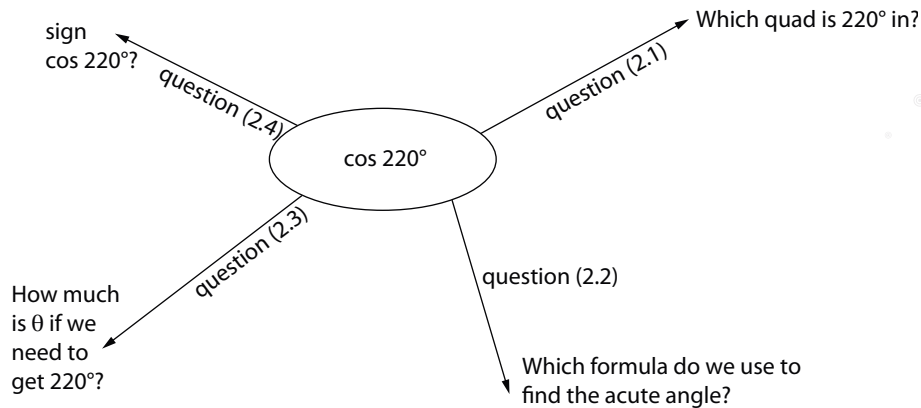 Which quad is 220° in?
sign
cos 220°?
question (2.1)
question (2.4)
cos 220°
question (2.3)
question (2.2)
How much
is θ if we
need to
get 220°?
Which formula do we use to
find the acute angle?